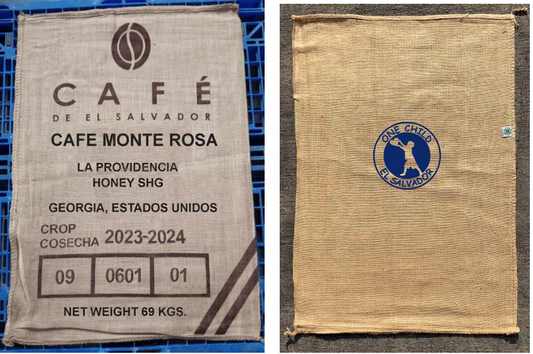 CAFÉ
DE EL SALVADOR
CAFE MONTE ROSA
LA PROVIDENCIA
HONEY SHG
GEORGIA, ESTADOS UNIDOS
CROP
COSECHA 2023-2024
09 0601 01
NET WEIGHT 69 KGS.
ONE CHILD
EL SALVADOR